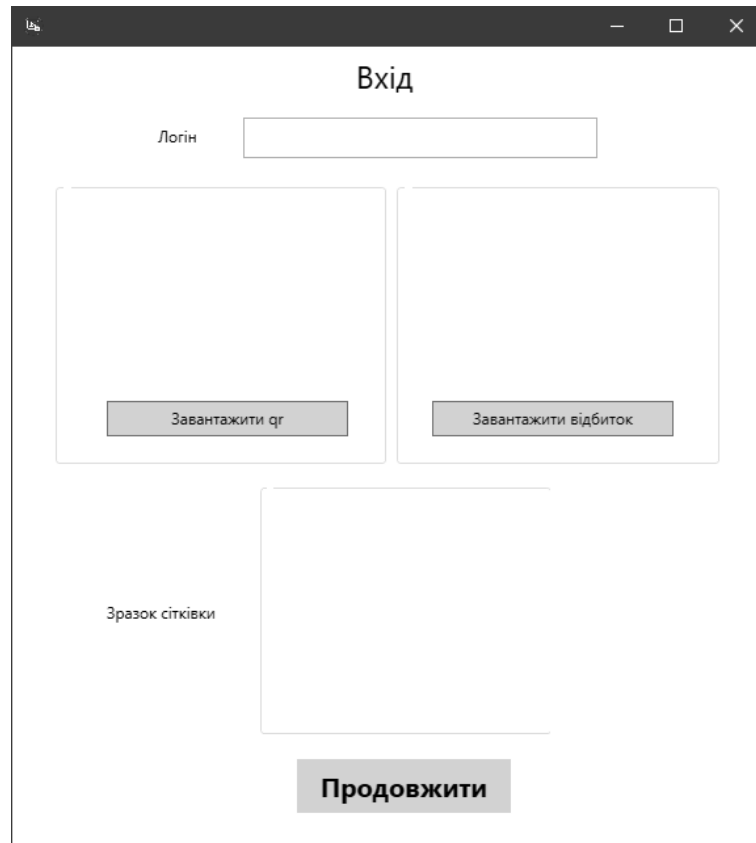 Вхід
Логін
Завантажити qr
Завантажити відбиток
Зразок сітківки
Продовжити